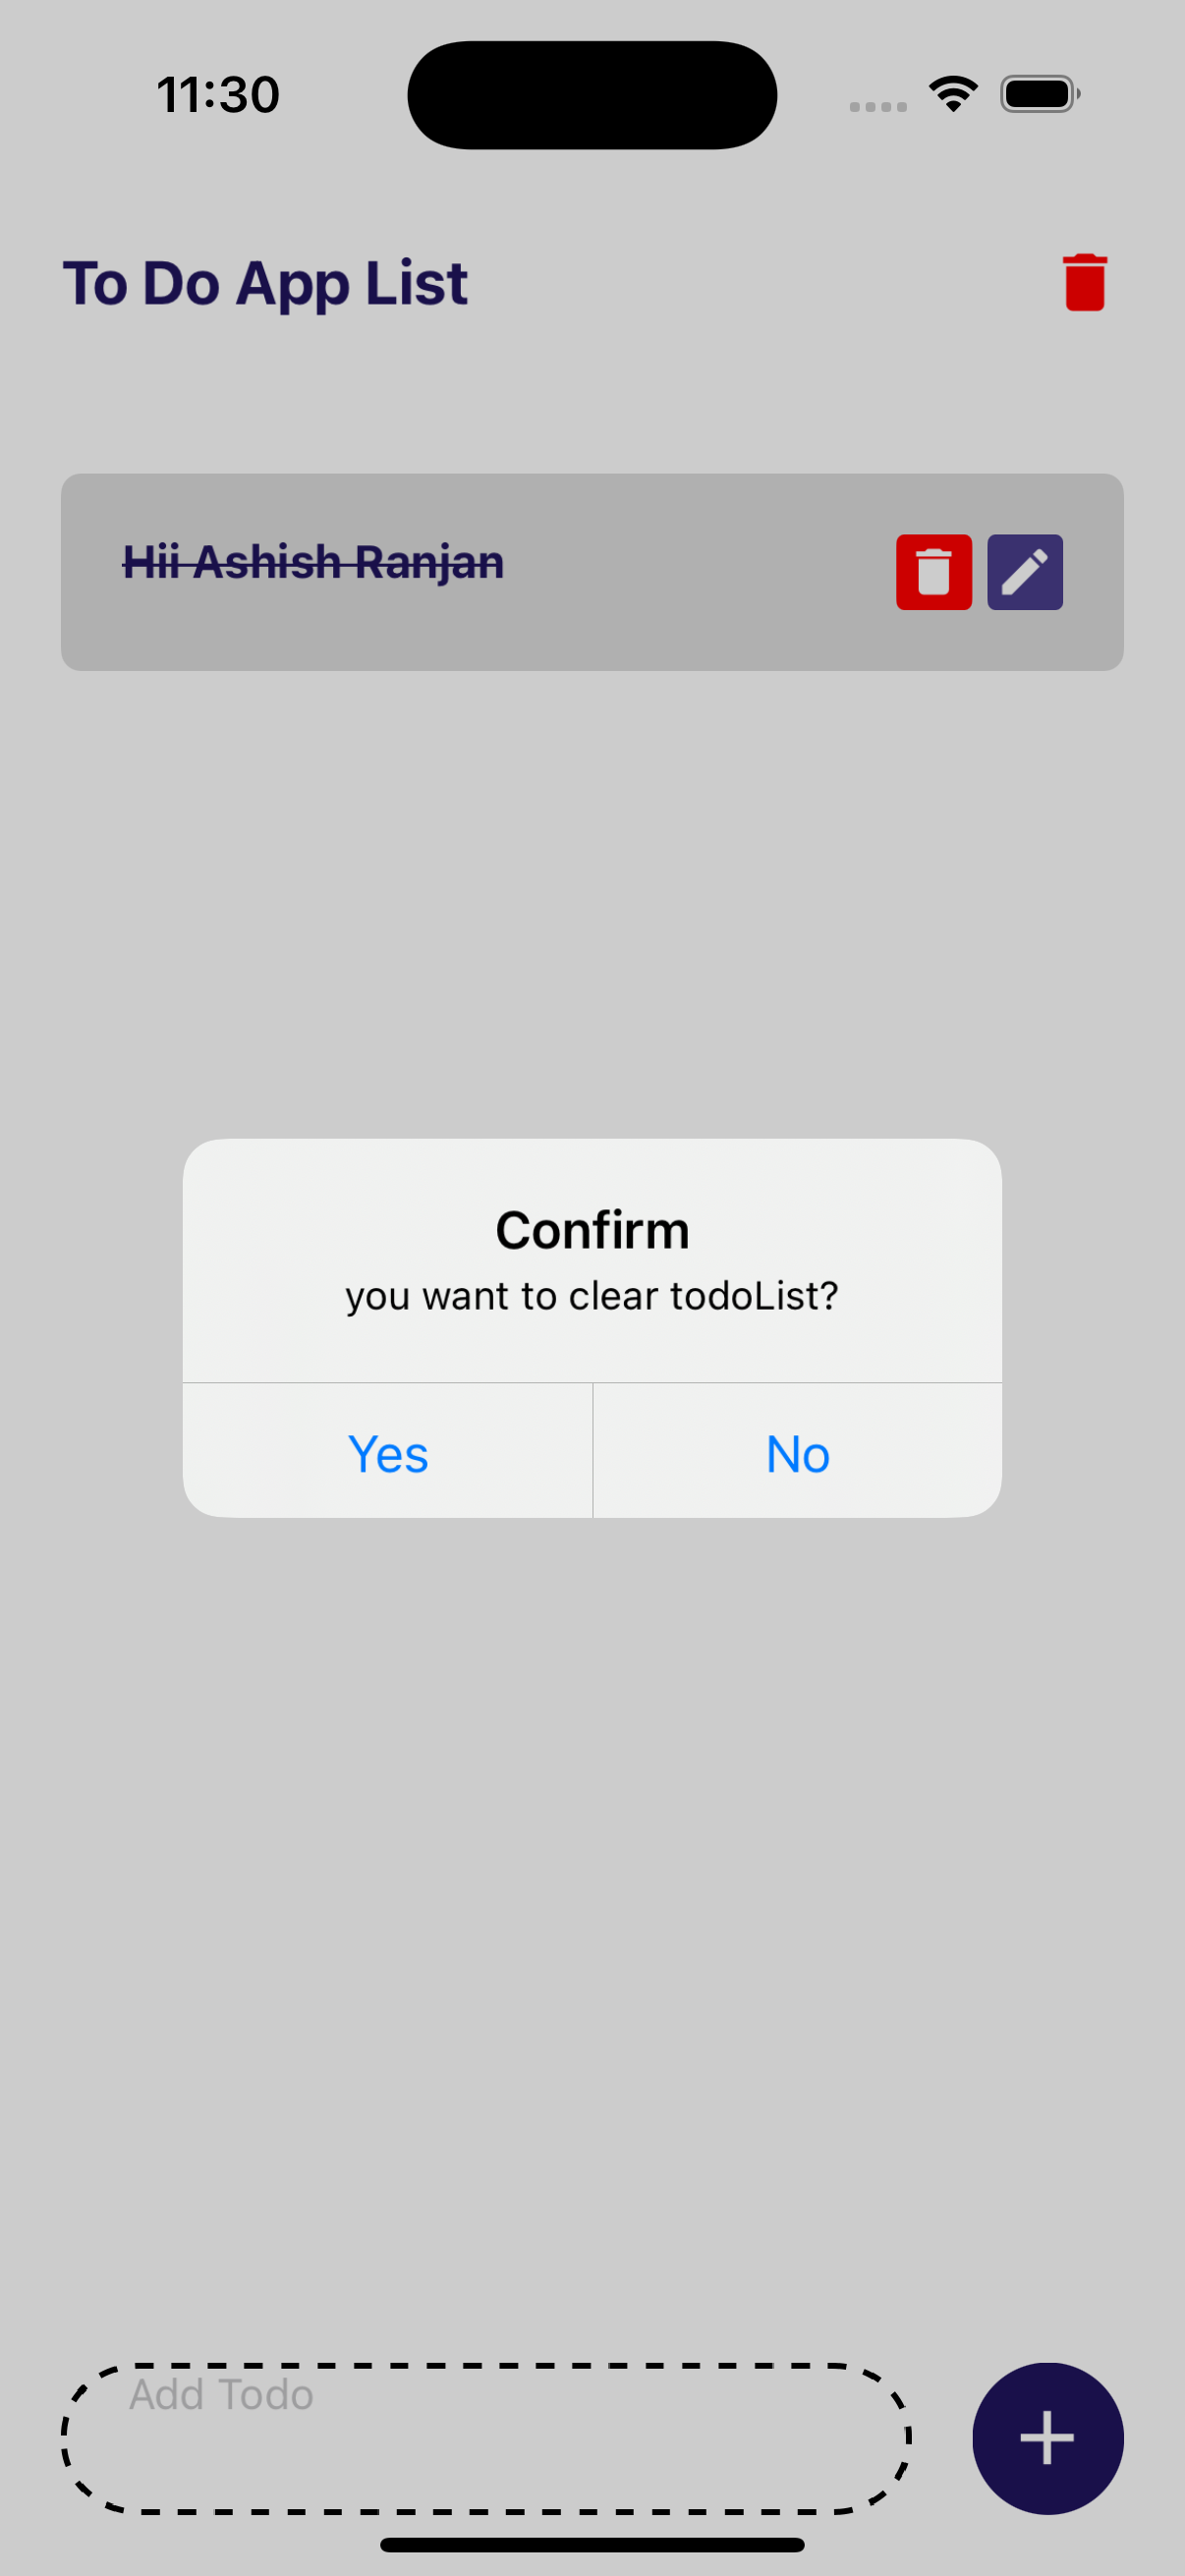 11:30
To Do App List
Hii Ashish Ranjan
Confirm
you want to clear todoList?
Yes
No
Add Todo